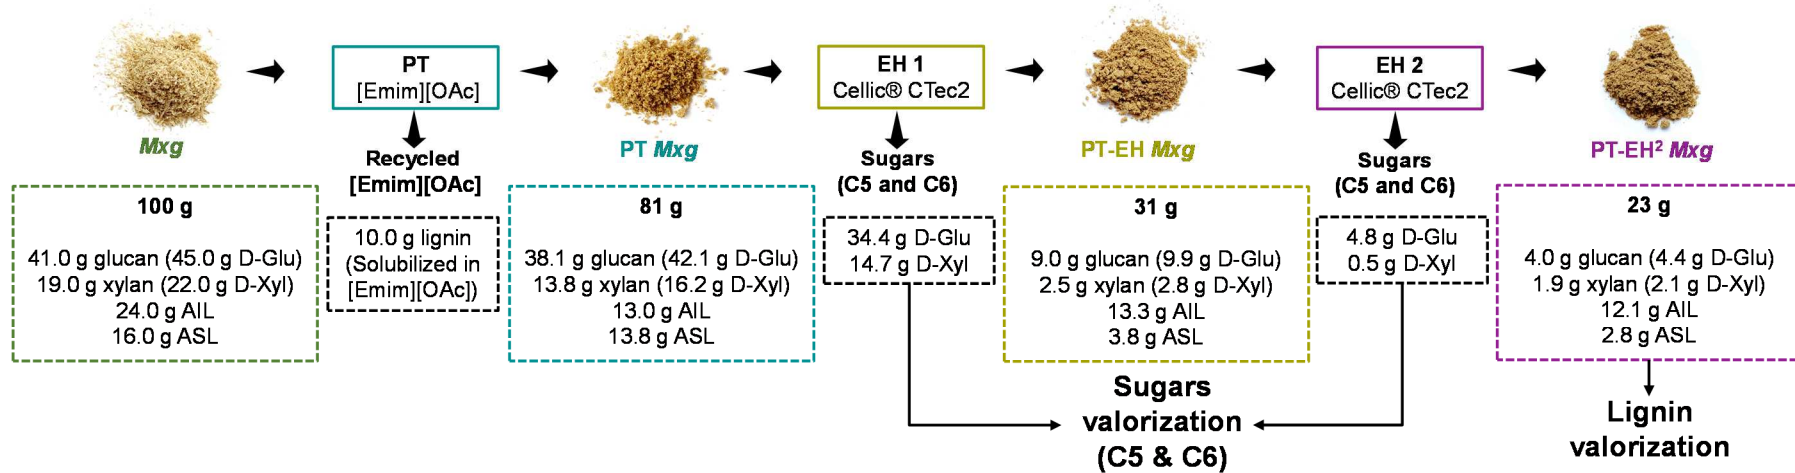 Mxg
100 g
41.0 g glucan (45.0 g D-Glu)
19.0 g xylan (22.0 g D-Xyl)
24.0 g AIL
16.0 g ASL
PT
[Emim][OAc]
Recycled
[Emim][OAc]
10.0 g lignin
(Solubilized in
[Emim][OAc])
PT Mxg
81 g
38.1 g glucan (42.1 g D-Glu)
13.8 g xylan (16.2 g D-Xyl)
13.0 g AIL
13.8 g ASL
EH 1
Cellic® CTec2
Sugars
(C5 and C6)
34.4 g D-Glu
14.7 g D-Xyl
PT-EH Mxg
31 g
9.0 g glucan (9.9 g D-Glu)
2.5 g xylan (2.8 g D-Xyl)
13.3 g AIL
3.8 g ASL
EH 2
Cellic® CTec2
Sugars
(C5 and C6)
4.8 g D-Glu
0.5 g D-Xyl
PT-EH² Mxg
23 g
4.0 g glucan (4.4 g D-Glu)
1.9 g xylan (2.1 g D-Xyl)
12.1 g AIL
2.8 g ASL
Sugars
valorization
(C5 & C6)
Lignin
valorization